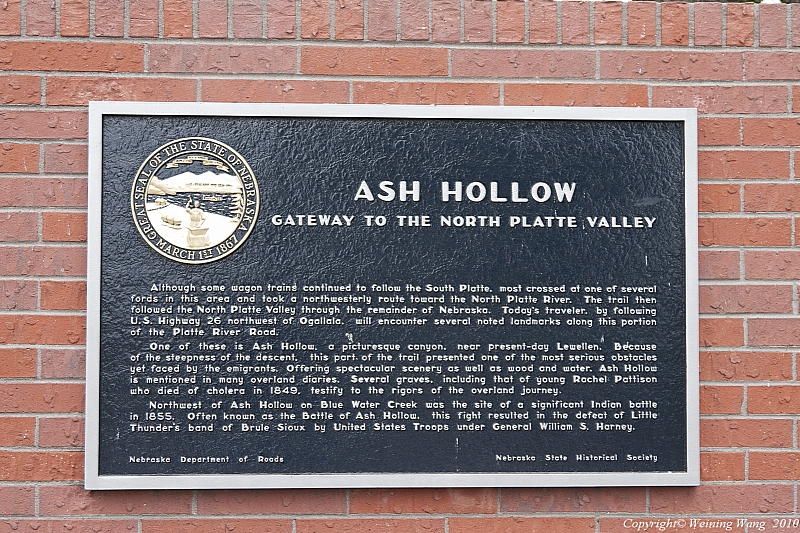 GREAT SEAL OF THE STATE OF NEBRASKA
MARCH 1ST 1867
ASH HOLLOW
GATEWAY TO THE NORTH PLATTE VALLEY
Although some wagon trains continued to follow the South Platte, most crossed at one of several
fords in this area and took a northwesterly route toward the North Platte River. The trail then
followed the North Platte Valley through the remainder of Nebraska. Today's traveler, by following
U.S. Highway 26 northwest of Ogallala, will encounter several noted landmarks along this portion
of the Platte River Road.
One of these is Ash Hollow, a picturesque canyon, near present-day Lewellen. Because
of the steepness of the descent, this part of the trail presented one of the most serious obstacles
yet faced by the emigrants. Offering spectacular scenery as well as wood and water, Ash Hollow
is mentioned in many overland diaries. Several graves, including that of young Rachel Pattison
who died of cholera in 1849, testify to the rigors of the overland journey.
Northwest of Ash Hollow on Blue Water Creek was the site of a significant Indian battle
in 1855. Often known as the Battle of Ash Hollow, this fight resulted in the defeat of Little
Thunder's band of Brule Sioux by United States Troops under General William S. Harney.
Nebraska Department of Roads
Nebraska State Historical Society
Copyright© Weining Wang 2010